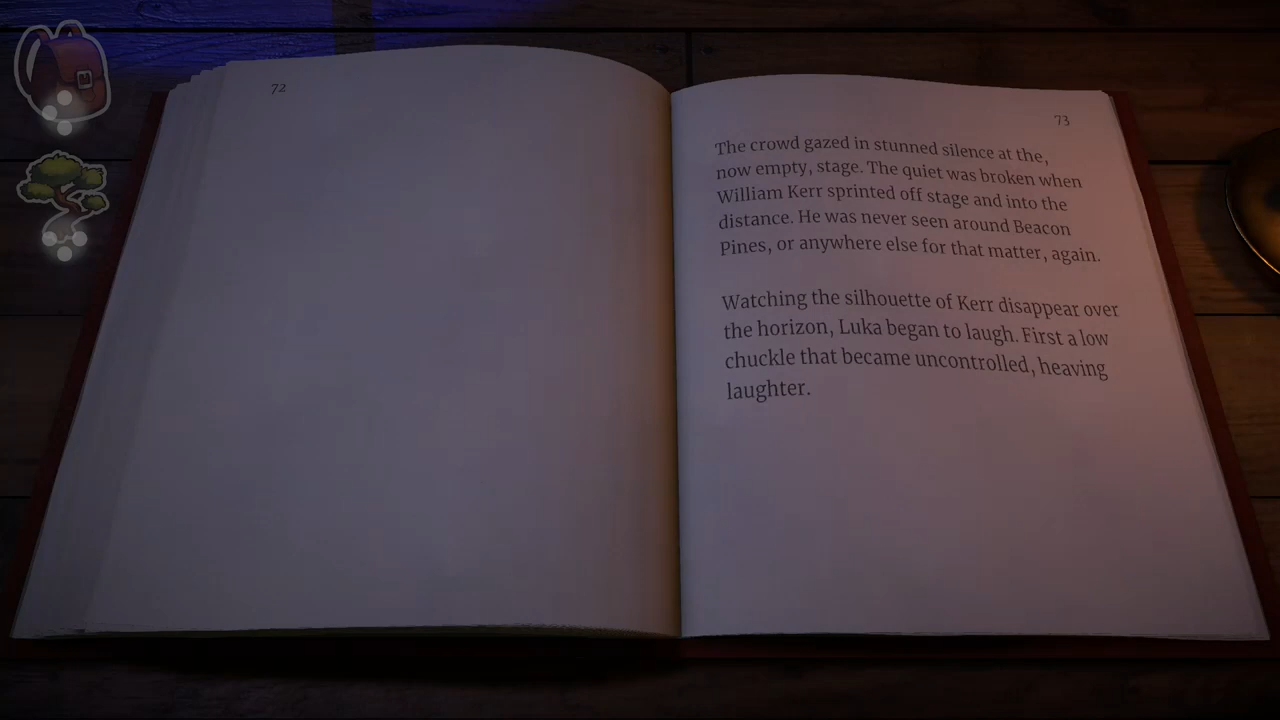 72
73
The crowd gazed in stunned silence at the,
now empty, stage. The quiet was broken when
William Kerr sprinted off stage and into the
distance. He was never seen around Beacon
Pines, or anywhere else for that matter, again.
Watching the silhouette of Kerr disappear over
the horizon, Luka began to laugh. First a low
chuckle that became uncontrolled, heaving
laughter.